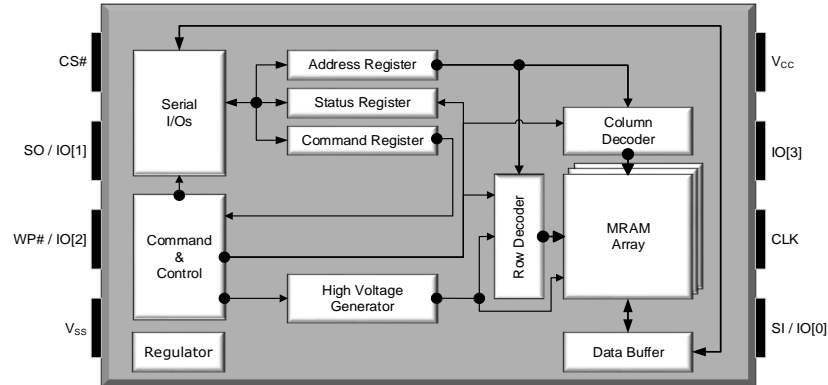 CS#
SO / IO[1]
WP# / IO[2]
VSS
Serial
I/Os
Address Register
Status Register
Command Register
Command
&
Control
High Voltage
Generator
Regulator
Row Decoder
Column
Decoder
MRAM
Array
Data Buffer
VCC
IO[3]
CLK
SI / IO[0]